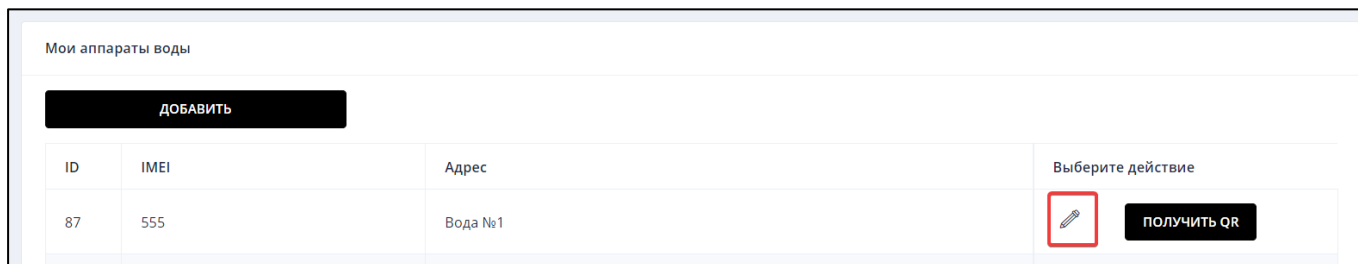 Мои аппараты воды
ДОБАВИТЬ
ID IMEI Адрес Выберите действие
87 555 Вода №1 ПОЛУЧИТЬ QR